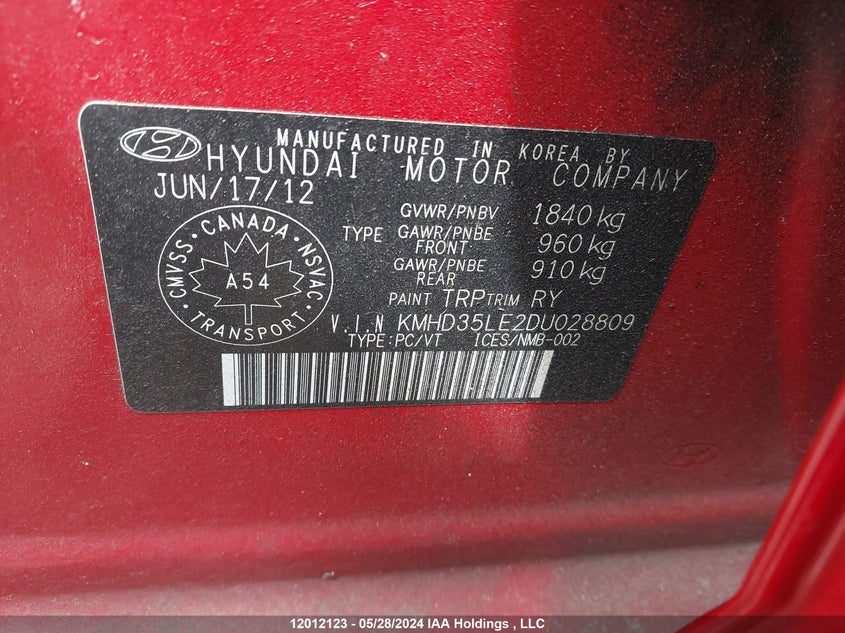 MANUFACTURED IN KOREA BY
HYUNDAI MOTOR COMPANY
JUN/17/12
GVWR/PNBV 1840 kg
TYPE GAWR/PNBE FRONT 960 kg
GAWR/PNBE REAR 910 kg
PAINT TRP TRIM RY
V.I.N KMHD35LE2DU028809
TYPE:PC/VT ICES/NMB-002
CMVSS · CANADA · NSVAC
A54
· TRANSPORT ·
12012123 - 05/28/2024 IAA Holdings , LLC